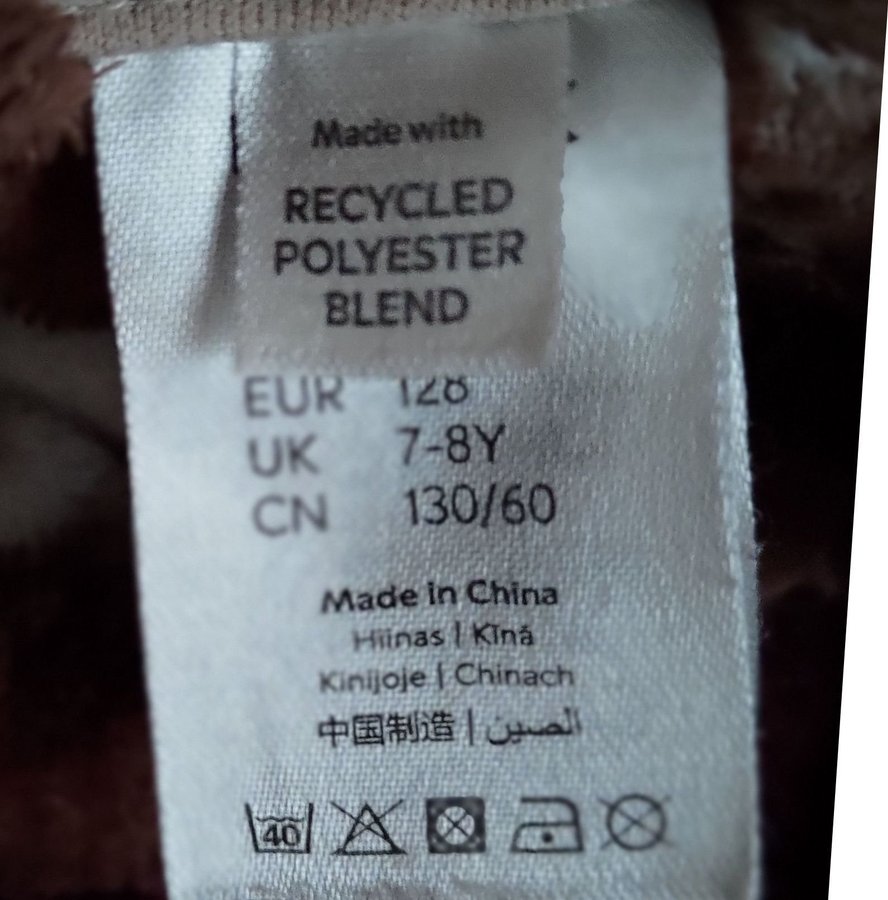 Made with
RECYCLED
POLYESTER
BLEND
EUR 128
UK 7-8Y
CN 130/60
Made in China
Hiinas | Ķīnā
Kinijoje | Chinach
中国制造 | الصين
40